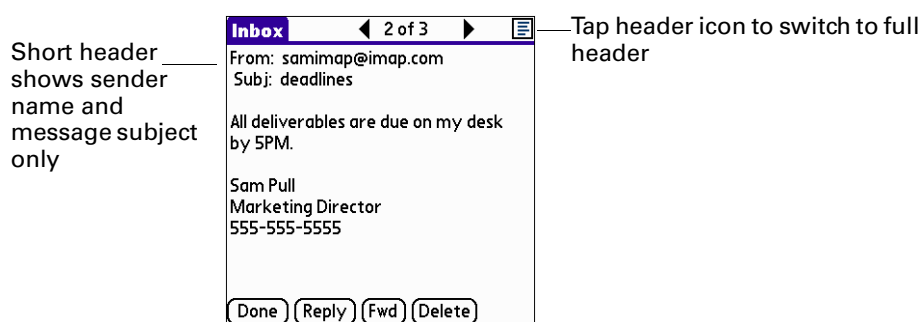 Short header
shows sender
name and
message subject
only
Inbox 2 of 3
From: samimap@imap.com
Subj: deadlines
All deliverables are due on my desk
by 5PM.
Sam Pull
Marketing Director
555-555-5555
Done Reply Fwd Delete
Tap header icon to switch to full
header